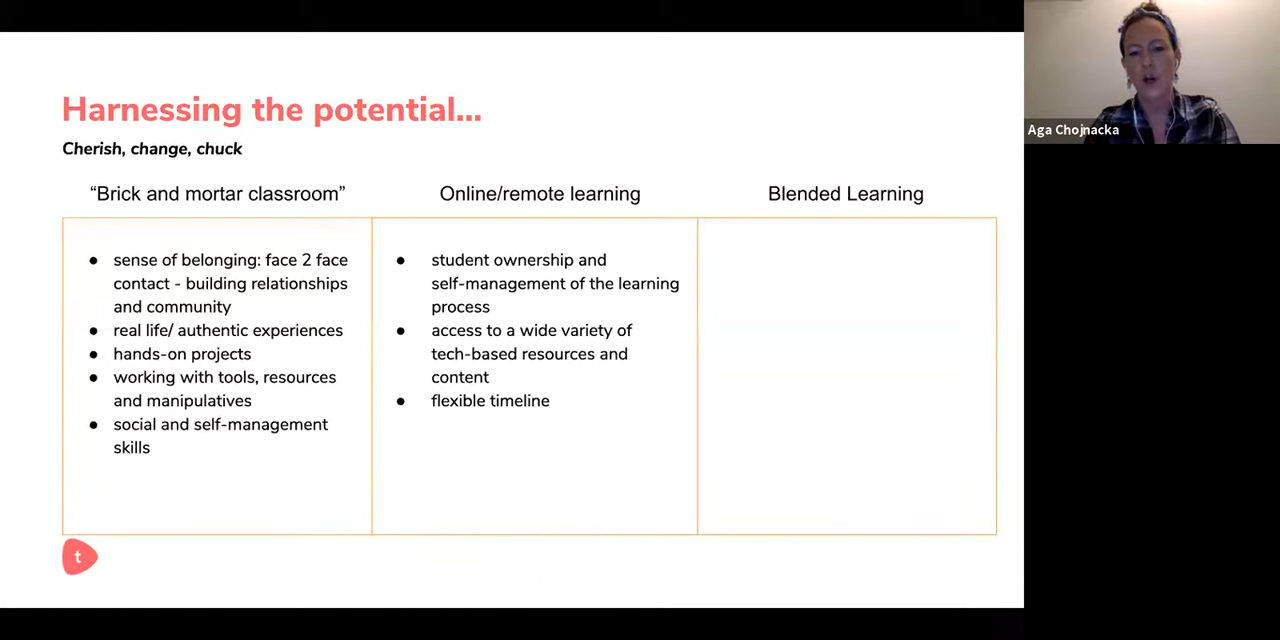 Harnessing the potential...
Cherish, change, chuck
“Brick and mortar classroom”
Online/remote learning
Blended Learning
● sense of belonging: face 2 face
contact - building relationships
and community
● real life/ authentic experiences
● hands-on projects
● working with tools, resources
and manipulatives
● social and self-management
skills
● student ownership and
self-management of the learning
process
● access to a wide variety of
tech-based resources and
content
● flexible timeline
t
Aga Chojnacka